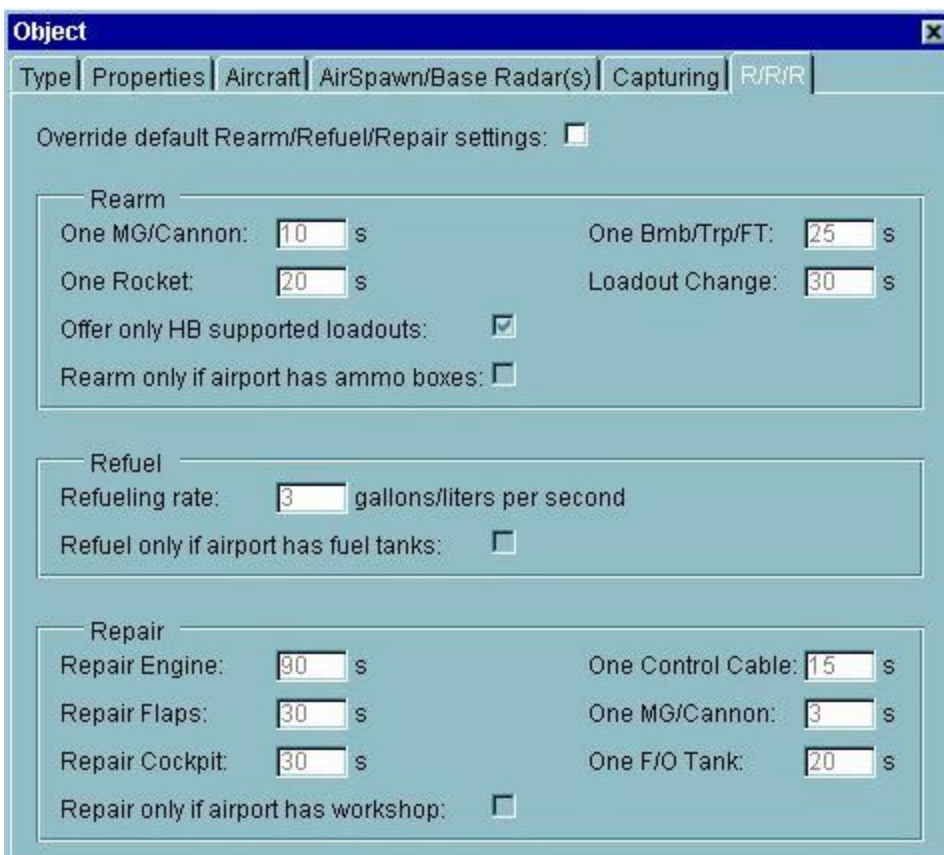 Object
Type Properties Aircraft AirSpawn/Base Radar(s) Capturing R/R/R
Override default Rearm/Refuel/Repair settings:
Rearm
One MG/Cannon: 10 s One Bmb/Trp/FT: 25 s
One Rocket: 20 s Loadout Change: 30 s
Offer only HB supported loadouts:
Rearm only if airport has ammo boxes:
Refuel
Refueling rate: 3 gallons/liters per second
Refuel only if airport has fuel tanks:
Repair
Repair Engine: 90 s One Control Cable: 15 s
Repair Flaps: 30 s One MG/Cannon: 3 s
Repair Cockpit: 30 s One F/O Tank: 20 s
Repair only if airport has workshop: